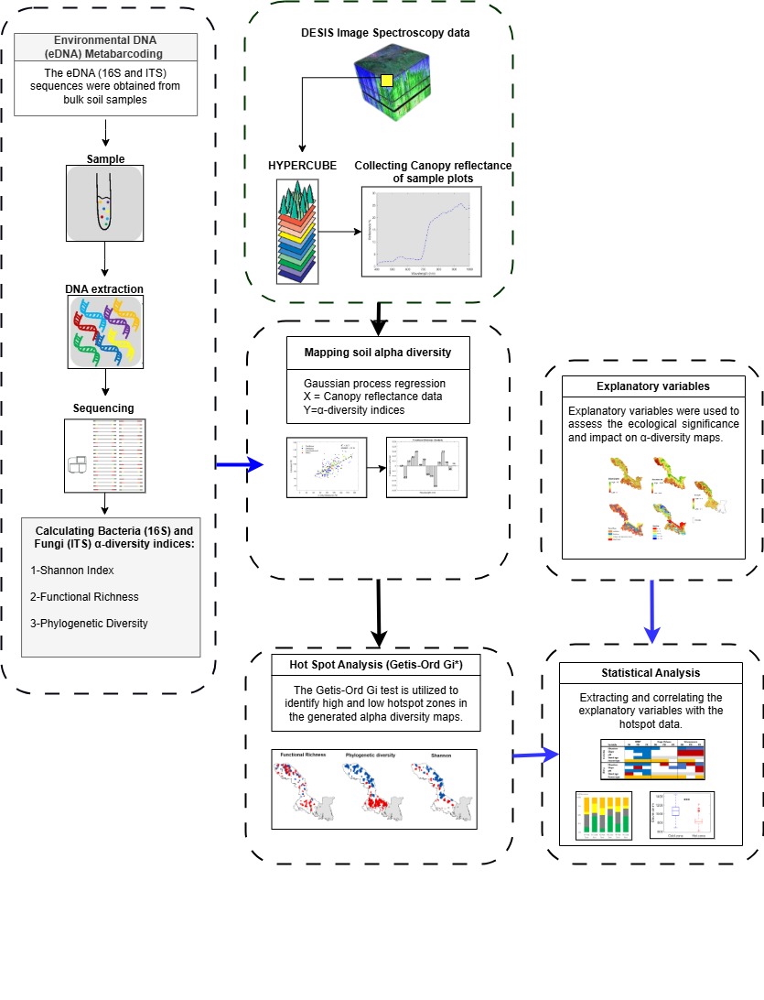 Environmental DNA
(eDNA) Metabarcoding
The eDNA (16S and ITS)
sequences were obtained from
bulk soil samples
Sample
DNA extraction
Sequencing
Calculating Bacteria (16S) and
Fungi (ITS) α-diversity indices:
1-Shannon Index
2-Functional Richness
3-Phylogenetic Diversity
DESIS Image Spectroscopy data
HYPERCUBE
Collecting Canopy reflectance
of sample plots
Mapping soil alpha diversity
Gaussian process regression
X = Canopy reflectance data
Y=α-diversity indices
Explanatory variables
Explanatory variables were used to
assess the ecological significance
and impact on α-diversity maps.
Hot Spot Analysis (Getis-Ord Gi*)
The Getis-Ord Gi test is utilized to
identify high and low hotspot zones in
the generated alpha diversity maps.
Functional Richness
Phylogenetic diversity
Shannon
Statistical Analysis
Extracting and correlating the
explanatory variables with the
hotspot data.